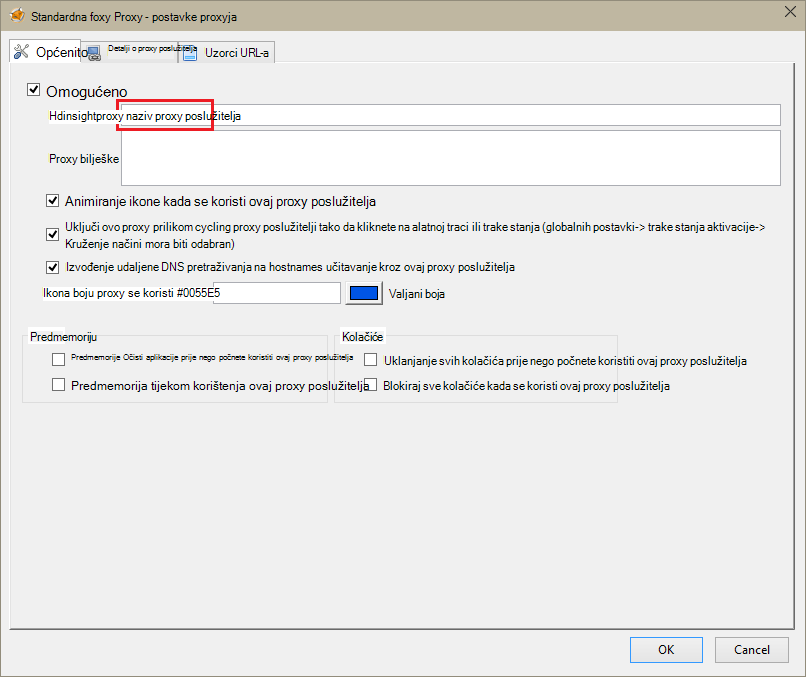 Standardna foxy Proxy - postavke proxyja
Općenito
Detalji o proxy poslužitelja
Uzorci URL-a
Omogućeno
Hdinsightproxy naziv proxy poslužitelja
Proxy bilješke
Animiranje ikone kada se koristi ovaj proxy poslužitelja
Uključi ovo proxy prilikom cycling proxy poslužitelji tako da kliknete na alatnoj traci ili trake stanja (globalnih postavki-> trake stanja aktivacije->
Kruženje načini mora biti odabran)
Izvođenje udaljene DNS pretraživanja na hostnames učitavanje kroz ovaj proxy poslužitelja
Ikona boju proxy se koristi #0055E5
Valjani boja
Predmemoriju
Kolačiće
Predmemorije Očisti aplikacije prije nego počnete koristiti ovaj proxy poslužitelja
Uklanjanje svih kolačića prije nego počnete koristiti ovaj proxy poslužitelja
Predmemorija tijekom korištenja ovaj proxy poslužitelja
Blokiraj sve kolačiće kada se koristi ovaj proxy poslužitelja
OK
Cancel